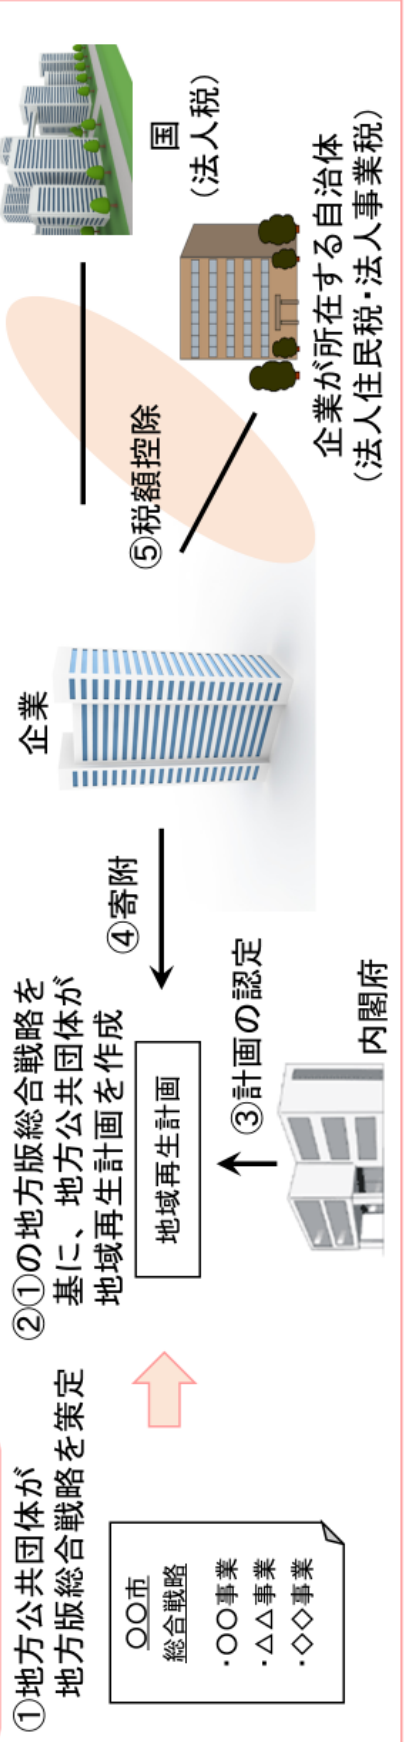 ①地方公共団体が
地方版総合戦略を策定
〇〇市
総合戦略
・〇〇事業
・△△事業
・◇◇事業
②①の地方版総合戦略を
基に、地方公共団体が
地域再生計画を作成
地域再生計画
③計画の認定
内閣府
④寄附
企業
⑤税額控除
国
（法人税）
企業が所在する自治体
（法人住民税・法人事業税）